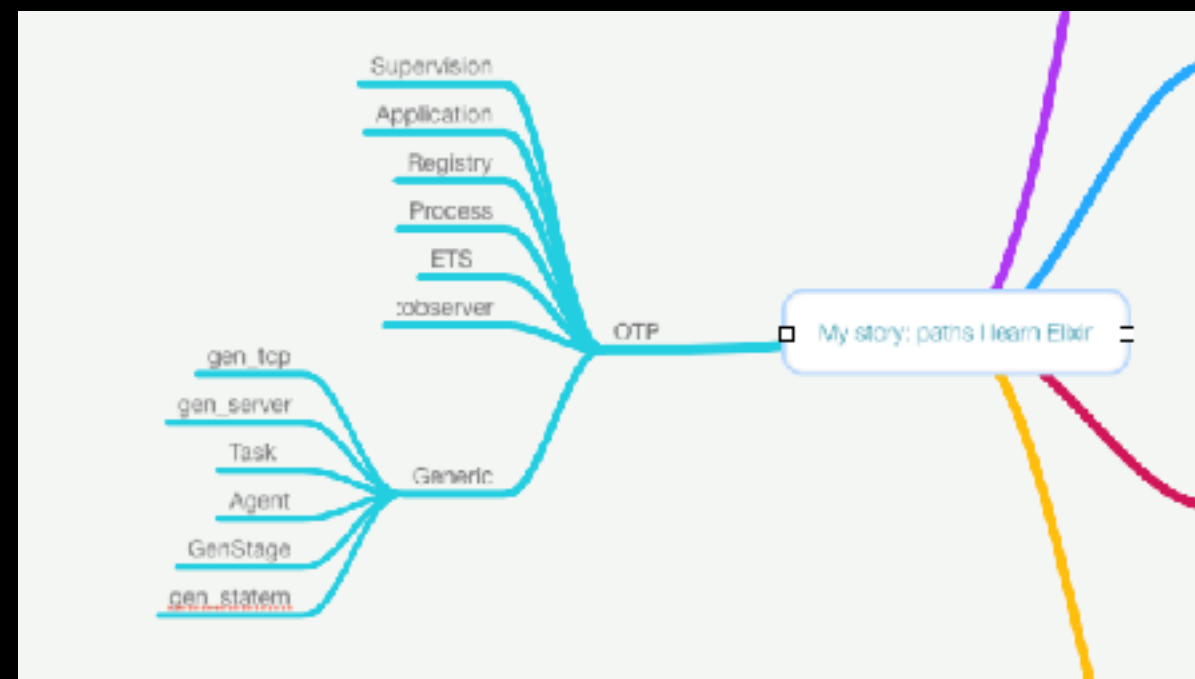 Supervision
Application
Registry
Process
ETS
:observer
OTP
My story: paths I learn Elixir
gen_tcp
gen_server
Task
Agent
GenStage
gen_statem
Generic